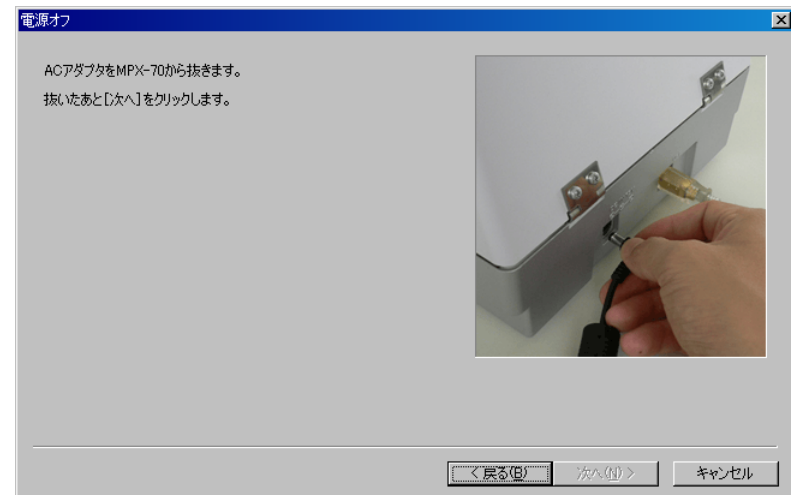 電源オフ
ACアダプタをMPX-70から抜きます。
抜いたあと[次へ]をクリックします。
< 戻る(B)
次へ(N) >
キャンセル